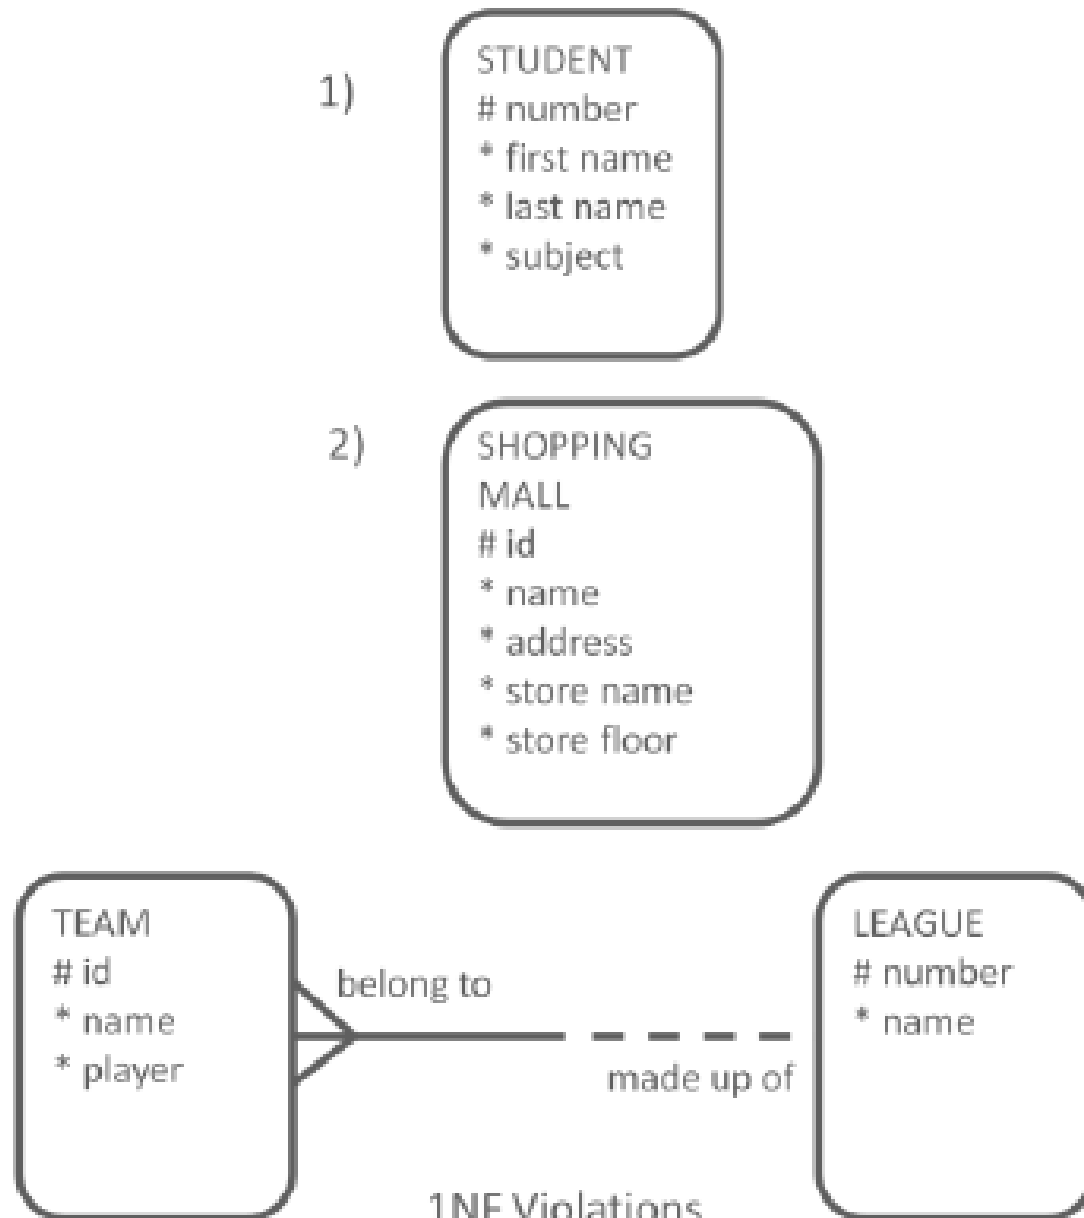 1)
STUDENT
# number
* first name
* last name
* subject
2)
SHOPPING
MALL
# id
* name
* address
* store name
* store floor
TEAM
# id
* name
* player
belong to
made up of
LEAGUE
# number
* name
1NF Violations